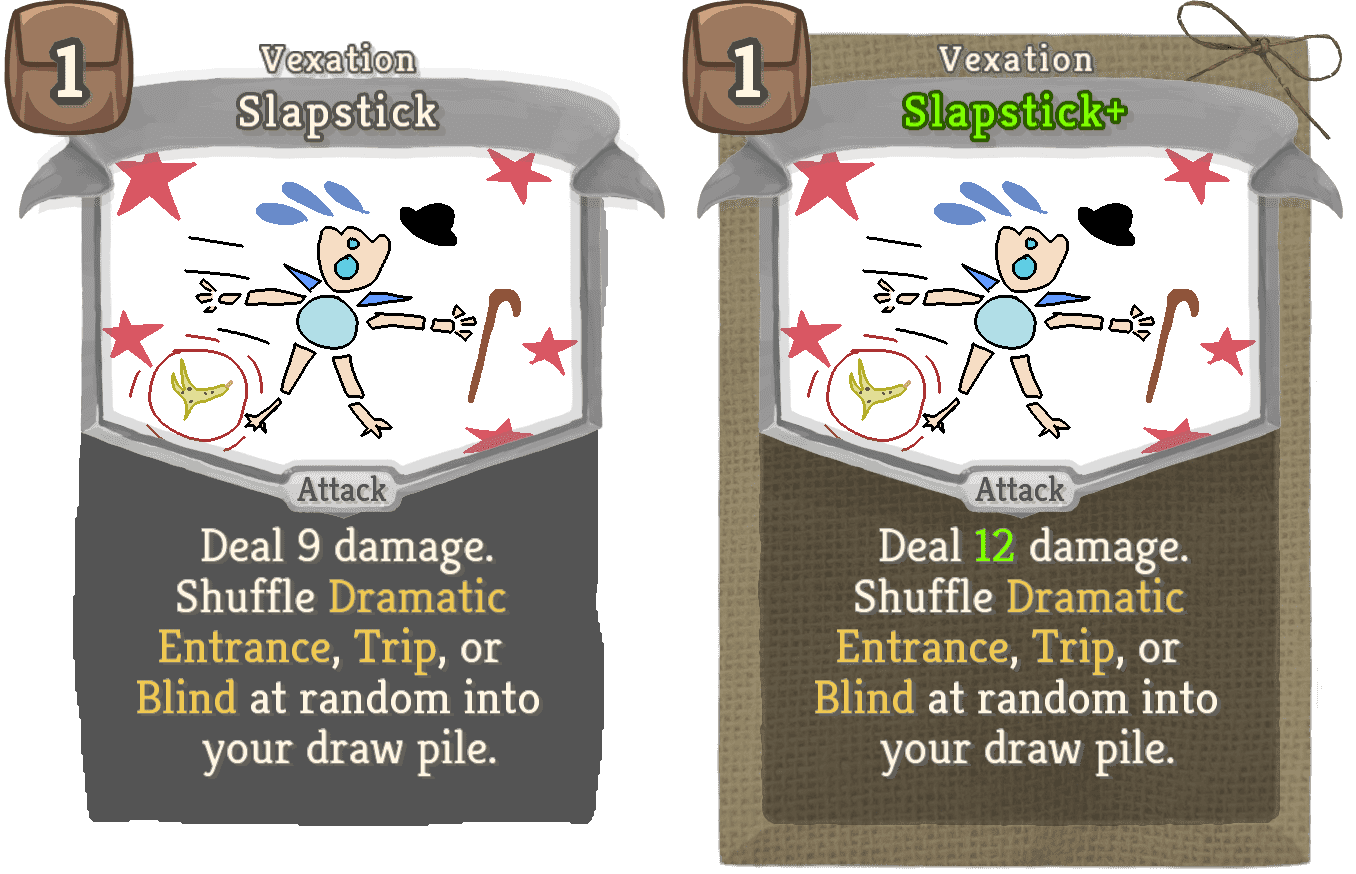 1
Vexation
Slapstick
Attack
Deal 9 damage.
Shuffle Dramatic
Entrance, Trip, or
Blind at random into
your draw pile.
1
Vexation
Slapstick+
Attack
Deal 12 damage.
Shuffle Dramatic
Entrance, Trip, or
Blind at random into
your draw pile.